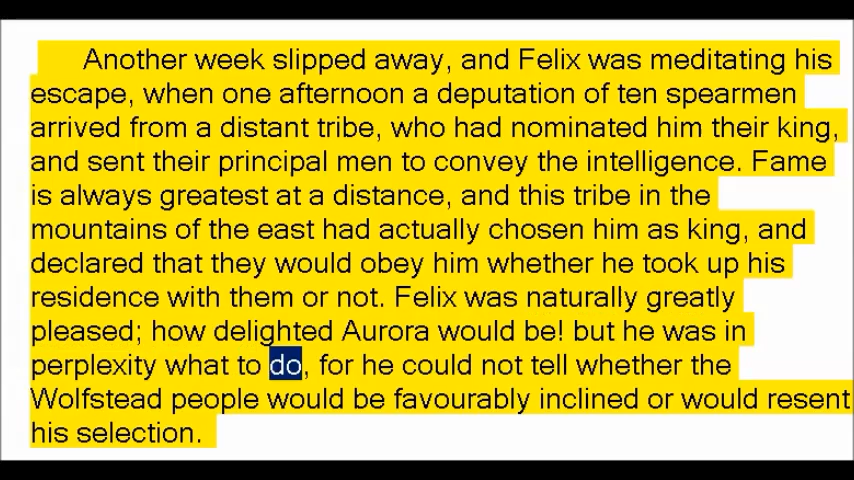 Another week slipped away, and Felix was meditating his
escape, when one afternoon a deputation of ten spearmen
arrived from a distant tribe, who had nominated him their king,
and sent their principal men to convey the intelligence. Fame
is always greatest at a distance, and this tribe in the
mountains of the east had actually chosen him as king, and
declared that they would obey him whether he took up his
residence with them or not. Felix was naturally greatly
pleased; how delighted Aurora would be! but he was in
perplexity what to do, for he could not tell whether the
Wolfstead people would be favourably inclined or would resent
his selection.